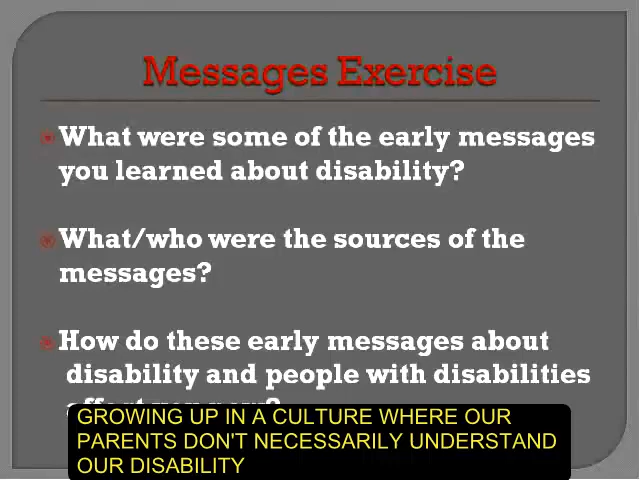 Messages Exercise
What were some of the early messages
you learned about disability?
What/who were the sources of the
messages?
How do these early messages about
disability and people with disabilities
GROWING UP IN A CULTURE WHERE OUR
PARENTS DON'T NECESSARILY UNDERSTAND
OUR DISABILITY